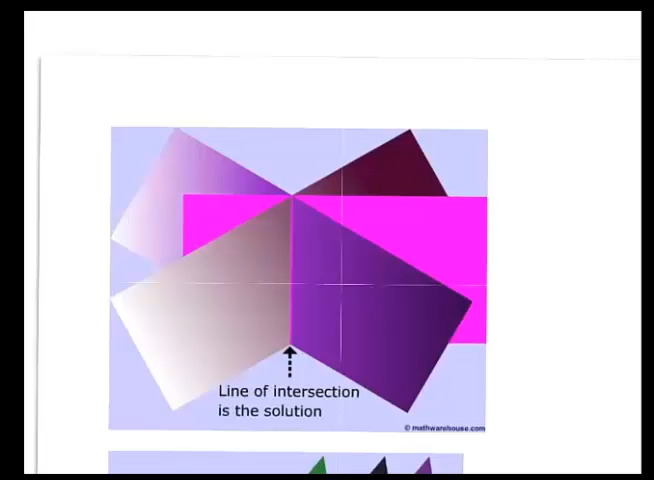 Line of intersection
is the solution
© mathwarehouse.com